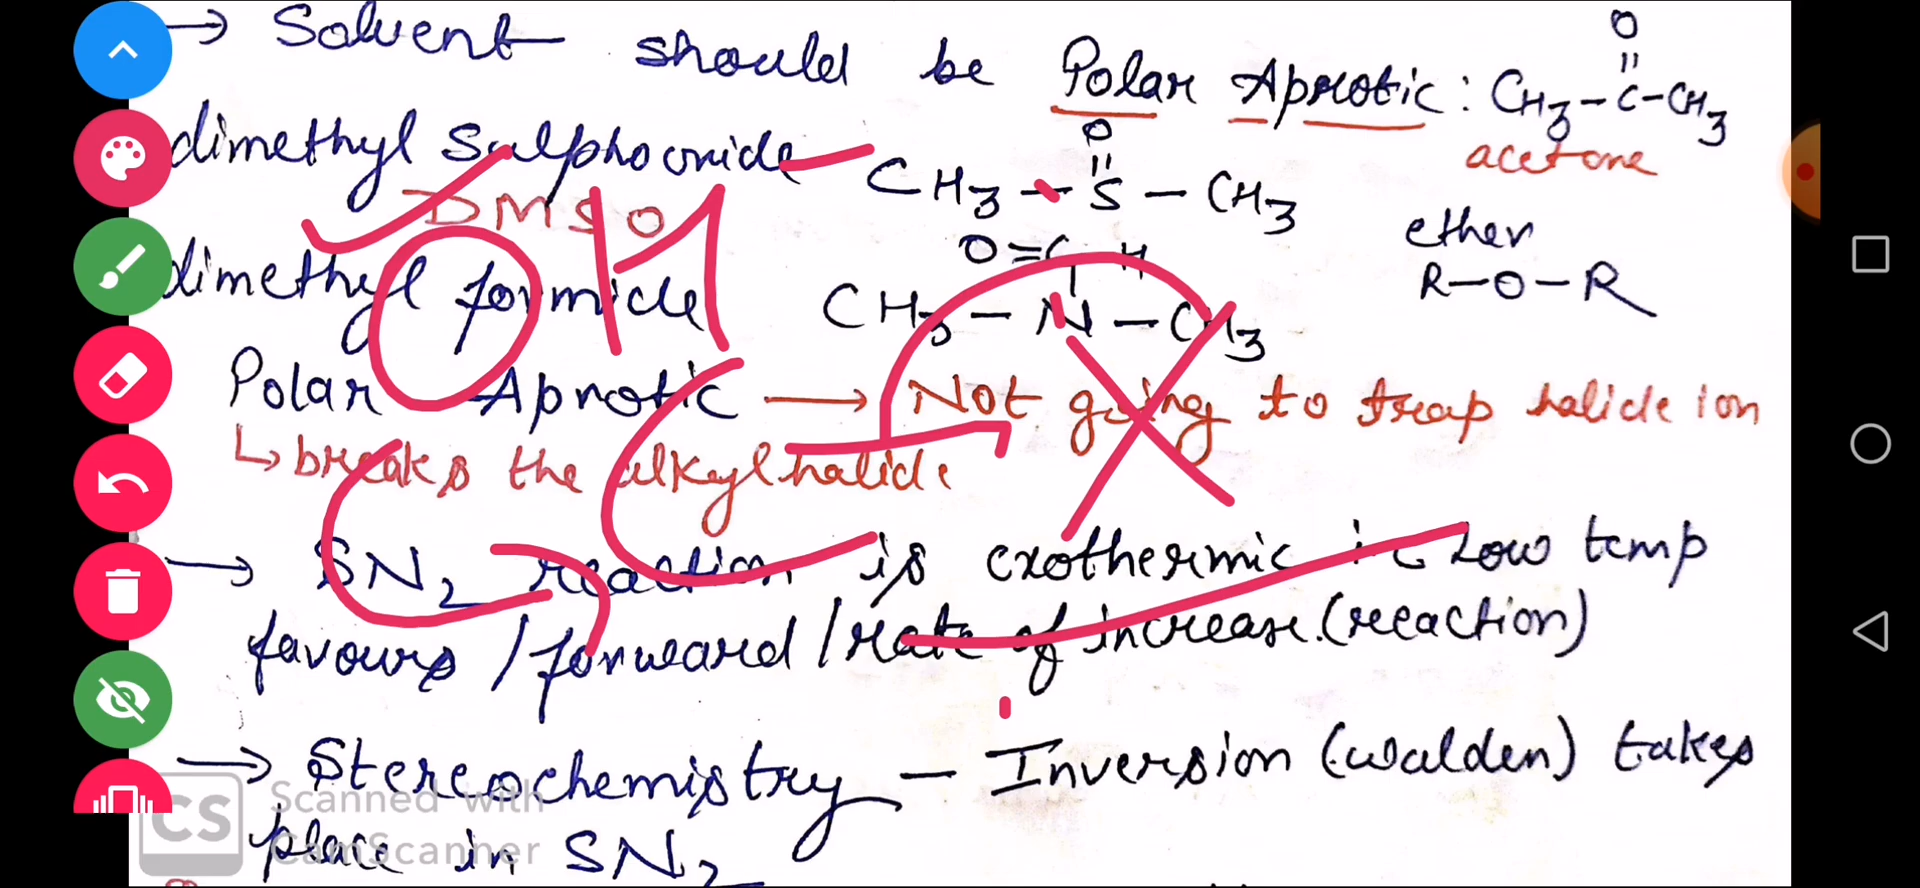 O
||
→ Solvent should be Polar Aprotic : CH3-C-CH3
acetone
dimethyl sulphoxide
O
||
CH3 - S - CH3
DMSO
ether
R-O-R
dimethyl formide
O=C H
CH3 - N - CH3
Polar Aprotic → Not going to trap halide ion
↳ breaks the alkyl halide
→ SN2 reaction is exothermic i.e Low temp
favours / forward / rate of increase.(reaction)
→ Stereochemistry - Inversion (walden) takes
place in SN2
CS Scanned with
CamScanner